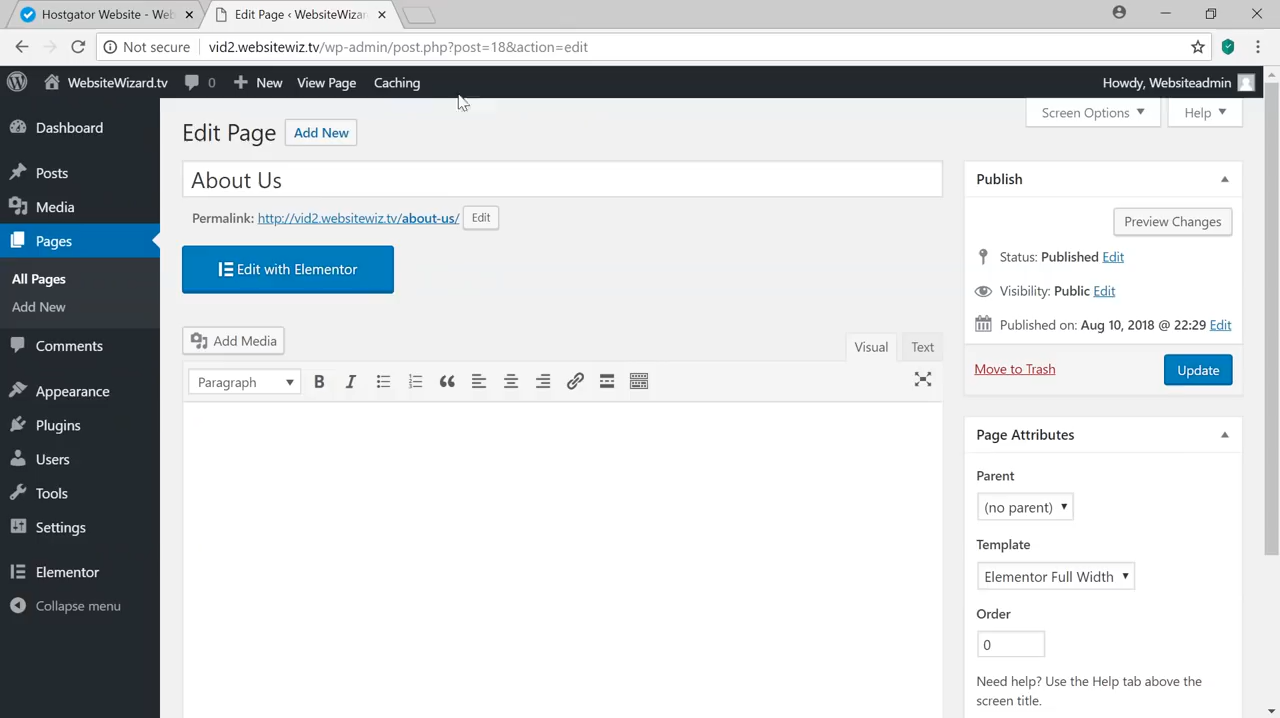 Hostgator Website - Web
Edit Page ‹ WebsiteWizar
Not secure
vid2.websitewiz.tv/wp-admin/post.php?post=18&action=edit
WebsiteWizard.tv
0
New
View Page
Caching
Howdy, Websiteadmin
Dashboard
Posts
Media
Pages
All Pages
Add New
Comments
Appearance
Plugins
Users
Tools
Settings
Elementor
Collapse menu
Screen Options
Help
Edit Page
Add New
About Us
Permalink: http://vid2.websitewiz.tv/about-us/ Edit
Edit with Elementor
Add Media
Visual
Text
Paragraph
B I
Publish
Preview Changes
Status: Published Edit
Visibility: Public Edit
Published on: Aug 10, 2018 @ 22:29 Edit
Move to Trash
Update
Page Attributes
Parent
(no parent)
Template
Elementor Full Width
Order
0
Need help? Use the Help tab above the
screen title.